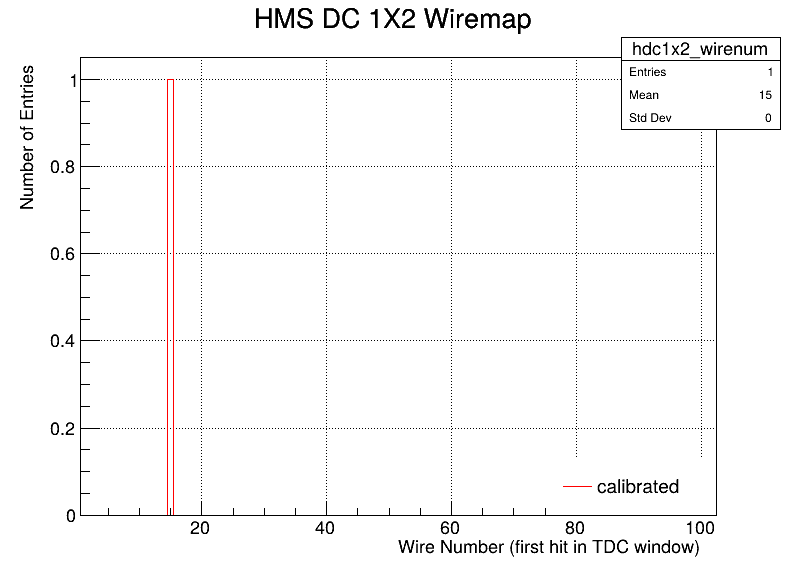 HMS DC 1X2 Wiremap
hdc1x2_wirenum
Entries 1
Mean 15
Std Dev 0
Number of Entries
1
0.8
0.6
0.4
0.2
0
calibrated
20 40 60 80 100
Wire Number (first hit in TDC window)